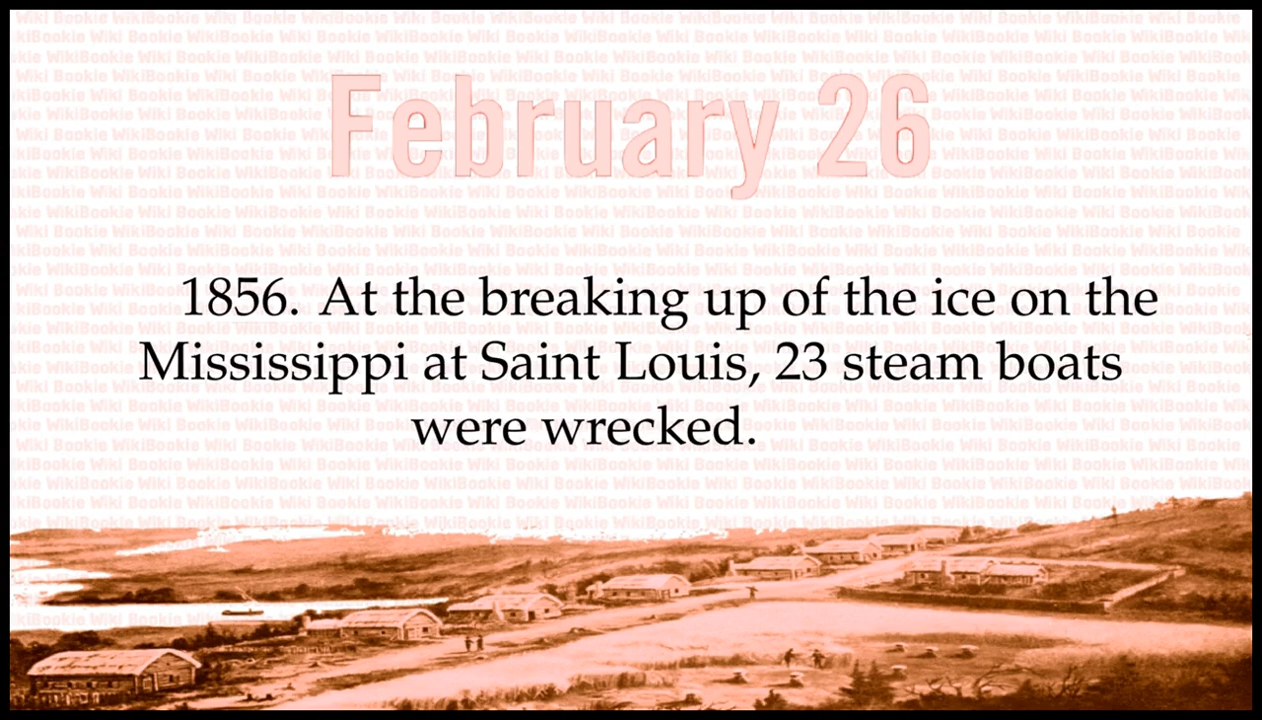 February 26
1856. At the breaking up of the ice on the
Mississippi at Saint Louis, 23 steam boats
were wrecked.